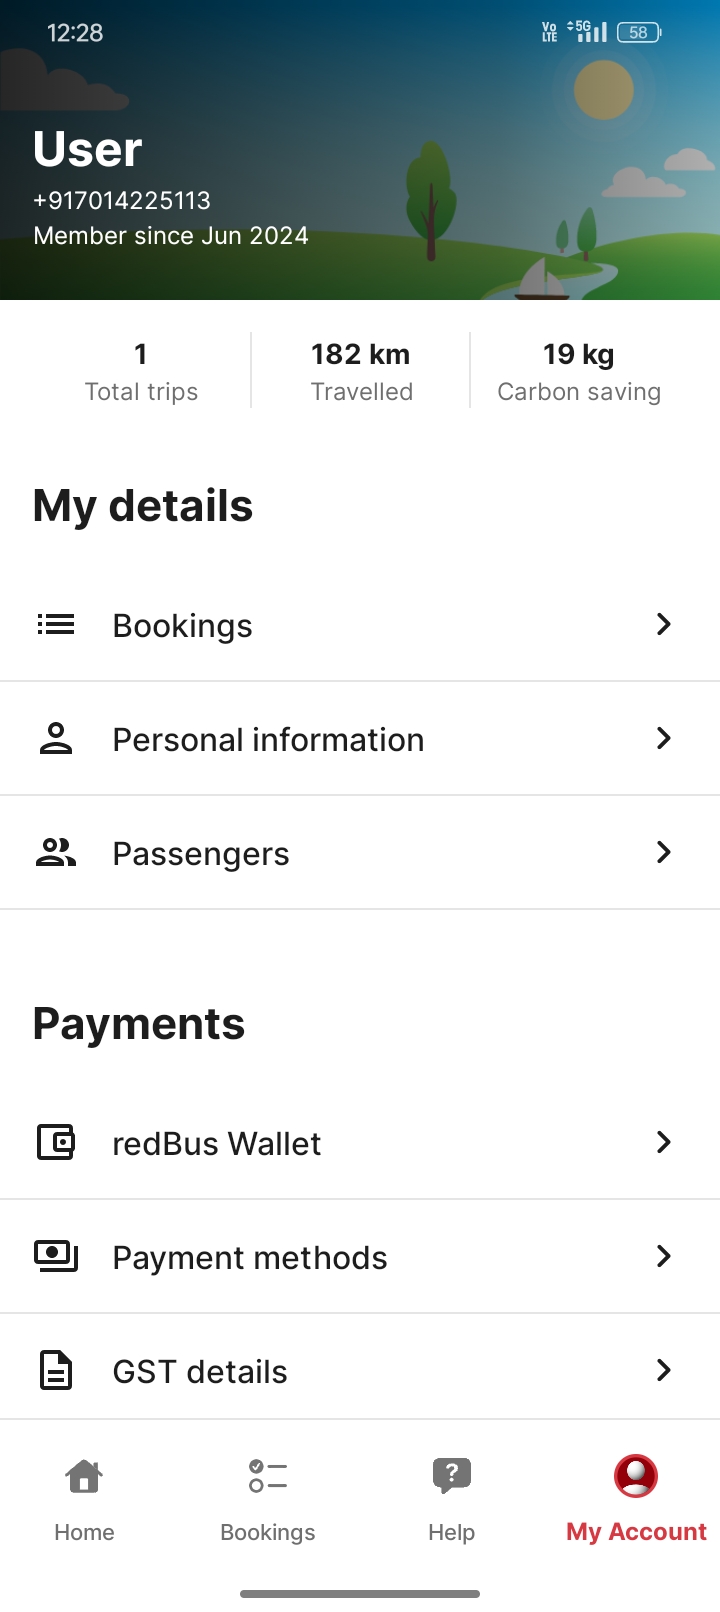 12:28
Vo LTE 5G 58
User
+917014225113
Member since Jun 2024
1 182 km 19 kg
Total trips Travelled Carbon saving
My details
Bookings
Personal information
Passengers
Payments
redBus Wallet
Payment methods
GST details
Home Bookings Help My Account